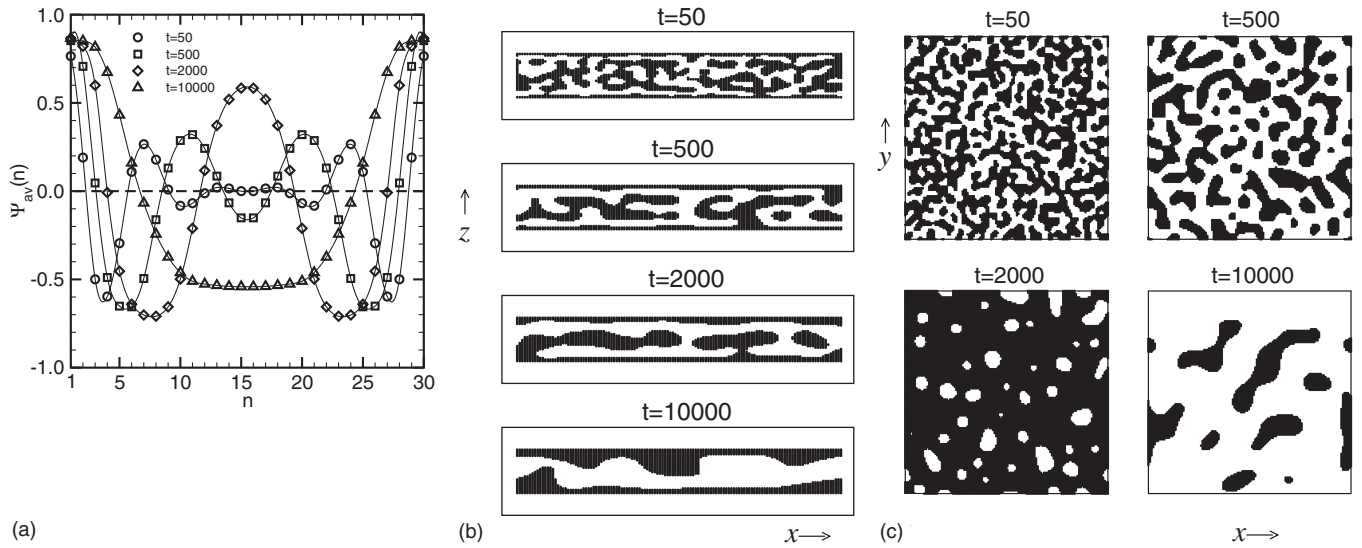 1.0
0.5
0.0
-0.5
-1.0
Ψav(n)
t=50
t=500
t=2000
t=10000
1 5 10 15 20 25 30
n
(a)
t=50
t=500
t=2000
t=10000
↑ z
x→
(b)
t=50 t=500
↑ y
t=2000 t=10000
x→
(c)